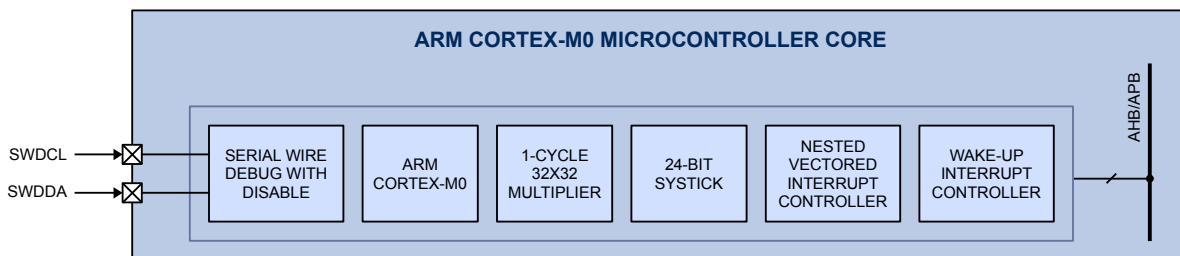 ARM CORTEX-M0 MICROCONTROLLER CORE
AHB/APB
SWDCL
SWDDA
SERIAL WIRE
DEBUG WITH
DISABLE
ARM
CORTEX-M0
1-CYCLE
32X32
MULTIPLIER
24-BIT
SYSTICK
NESTED
VECTORED
INTERRUPT
CONTROLLER
WAKE-UP
INTERRUPT
CONTROLLER